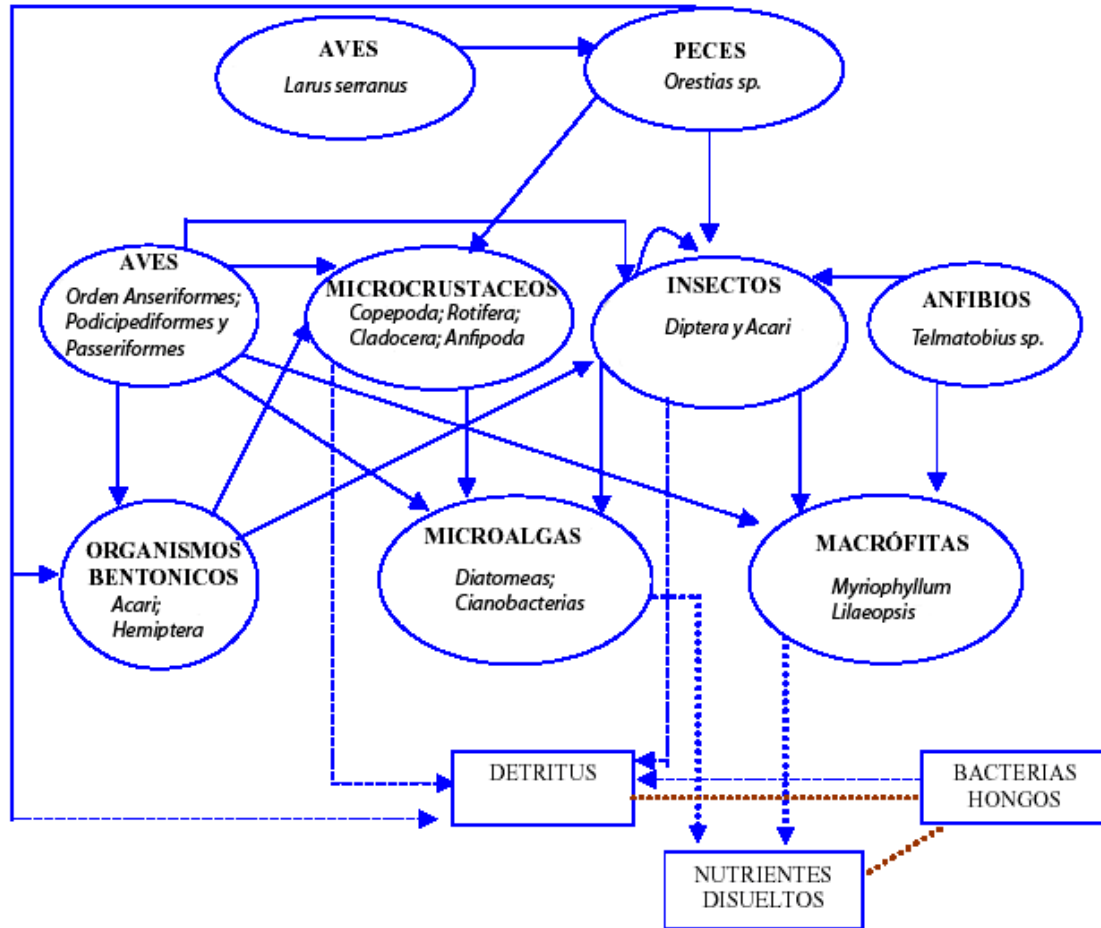 AVES
Larus serranus
PECES
Orestias sp.
AVES
Orden Anseriformes;
Podicipediformes y
Passeriformes
MICROCRUSTACEOS
Copepoda; Rotifera;
Cladocera; Anfipoda
INSECTOS
Diptera y Acari
ANFIBIOS
Telmatobius sp.
ORGANISMOS
BENTONICOS
Acari;
Hemiptera
MICROALGAS
Diatomeas;
Cianobacterias
MACRÓFITAS
Myriophyllum
Lilaeopsis
DETRITUS
BACTERIAS
HONGOS
NUTRIENTES
DISUELTOS